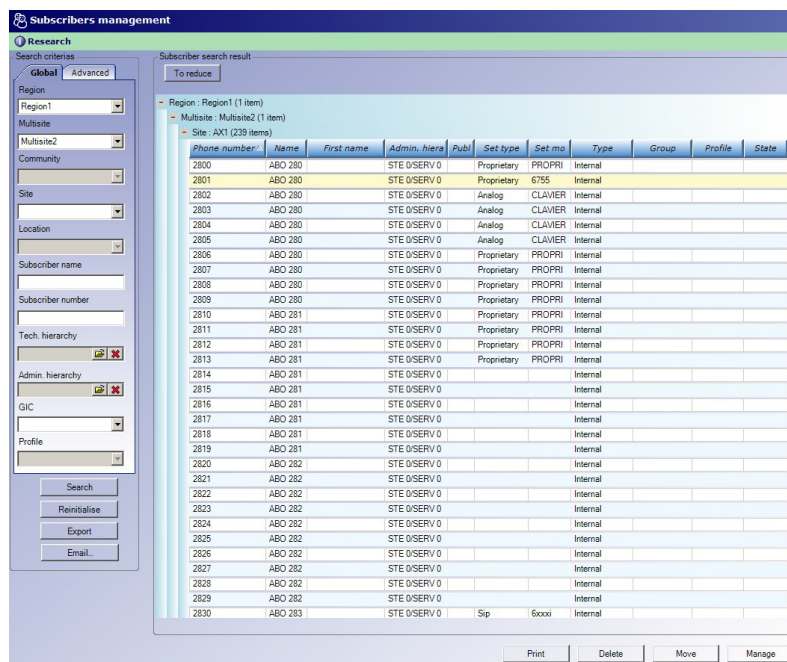 Subscribers management
Research
Search criterias
Global Advanced
Region
Region1
Multisite
Multisite2
Community
Site
Location
Subscriber name
Subscriber number
Tech. hierarchy
Admin. hierarchy
GIC
Profile
Search
Reinitialise
Export
Email...
Subscriber search result
To reduce
Region : Region1 (1 item)
Multisite : Multisite2 (1 item)
Site : AX1 (239 items)
Phone number Name First name Admin. hiera Publ Set type Set mo Type Group Profile State
2800 ABO 280 STE 0/SERV 0 Proprietary PROPRI Internal
2801 ABO 280 STE 0/SERV 0 Proprietary 6755 Internal
2802 ABO 280 STE 0/SERV 0 Analog CLAVIER Internal
2803 ABO 280 STE 0/SERV 0 Analog CLAVIER Internal
2804 ABO 280 STE 0/SERV 0 Analog CLAVIER Internal
2805 ABO 280 STE 0/SERV 0 Analog CLAVIER Internal
2806 ABO 280 STE 0/SERV 0 Proprietary PROPRI Internal
2807 ABO 280 STE 0/SERV 0 Proprietary PROPRI Internal
2808 ABO 280 STE 0/SERV 0 Proprietary PROPRI Internal
2809 ABO 280 STE 0/SERV 0 Proprietary PROPRI Internal
2810 ABO 281 STE 0/SERV 0 Proprietary PROPRI Internal
2811 ABO 281 STE 0/SERV 0 Proprietary PROPRI Internal
2812 ABO 281 STE 0/SERV 0 Proprietary PROPRI Internal
2813 ABO 281 STE 0/SERV 0 Proprietary PROPRI Internal
2814 ABO 281 STE 0/SERV 0 Internal
2815 ABO 281 STE 0/SERV 0 Internal
2816 ABO 281 STE 0/SERV 0 Internal
2817 ABO 281 STE 0/SERV 0 Internal
2818 ABO 281 STE 0/SERV 0 Internal
2819 ABO 281 STE 0/SERV 0 Internal
2820 ABO 282 STE 0/SERV 0 Internal
2821 ABO 282 STE 0/SERV 0 Internal
2822 ABO 282 STE 0/SERV 0 Internal
2823 ABO 282 STE 0/SERV 0 Internal
2824 ABO 282 STE 0/SERV 0 Internal
2825 ABO 282 STE 0/SERV 0 Internal
2826 ABO 282 STE 0/SERV 0 Internal
2827 ABO 282 STE 0/SERV 0 Internal
2828 ABO 282 STE 0/SERV 0 Internal
2829 ABO 282 STE 0/SERV 0 Internal
2830 ABO 283 STE 0/SERV 0 Sip 6xxxi Internal
Print Delete Move Manage